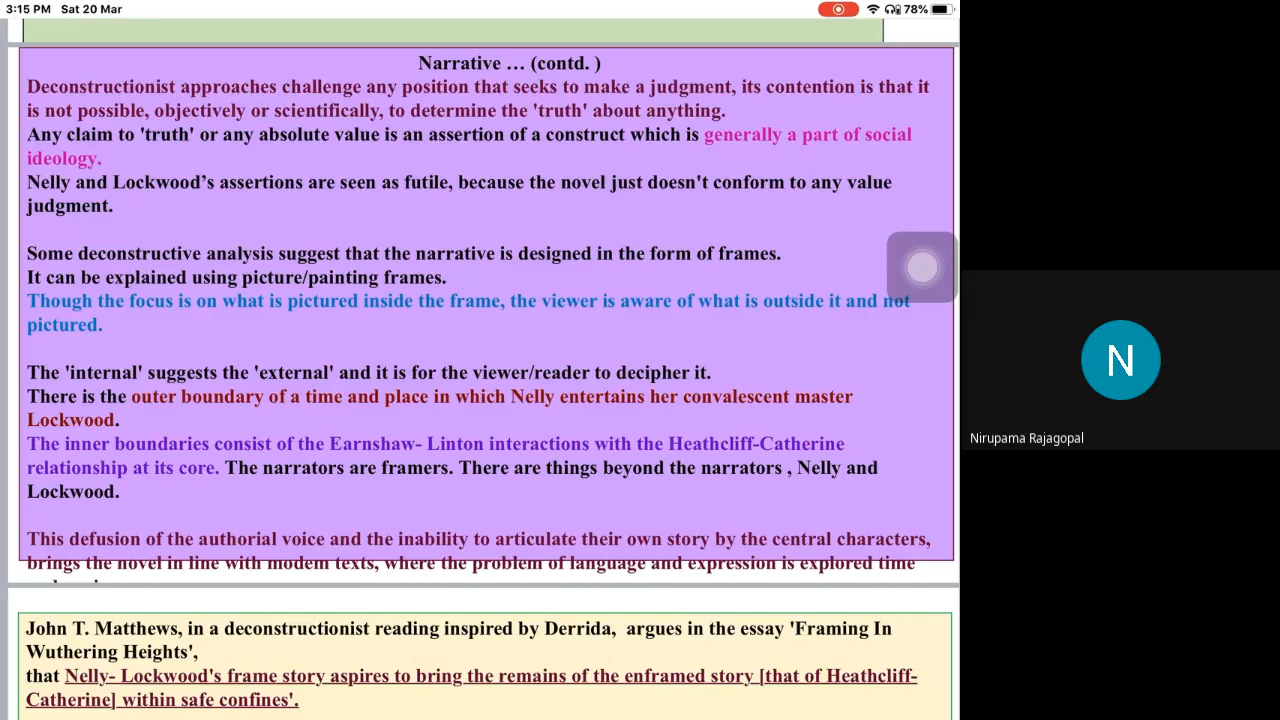 3:15 PM Sat 20 Mar
78%
Narrative … (contd. )
Deconstructionist approaches challenge any position that seeks to make a judgment, its contention is that it
is not possible, objectively or scientifically, to determine the 'truth' about anything.
Any claim to 'truth' or any absolute value is an assertion of a construct which is generally a part of social
ideology.
Nelly and Lockwood’s assertions are seen as futile, because the novel just doesn't conform to any value
judgment.
Some deconstructive analysis suggest that the narrative is designed in the form of frames.
It can be explained using picture/painting frames.
Though the focus is on what is pictured inside the frame, the viewer is aware of what is outside it and not
pictured.
The 'internal' suggests the 'external' and it is for the viewer/reader to decipher it.
There is the outer boundary of a time and place in which Nelly entertains her convalescent master
Lockwood.
The inner boundaries consist of the Earnshaw- Linton interactions with the Heathcliff-Catherine
relationship at its core. The narrators are framers. There are things beyond the narrators , Nelly and
Lockwood.
This defusion of the authorial voice and the inability to articulate their own story by the central characters,
brings the novel in line with modem texts, where the problem of language and expression is explored time
John T. Matthews, in a deconstructionist reading inspired by Derrida, argues in the essay 'Framing In
Wuthering Heights',
that Nelly- Lockwood's frame story aspires to bring the remains of the enframed story [that of Heathcliff-
Catherine] within safe confines'.
N
Nirupama Rajagopal